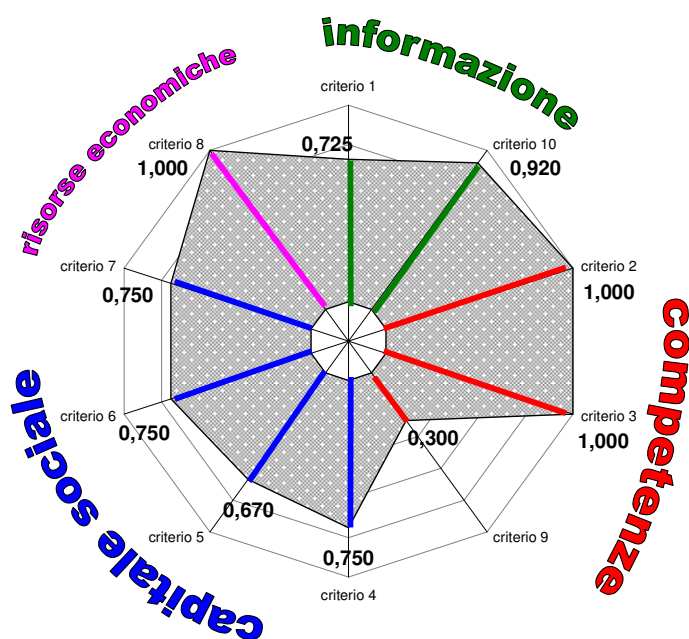 informazione
criterio 1
risorse economiche
criterio 8
0,725
criterio 10
1,000
0,920
criterio 7
criterio 2
0,750
1,000
competenze
capitale sociale
criterio 6
criterio 3
0,750
0,300
1,000
0,670
criterio 5
criterio 9
0,750
criterio 4